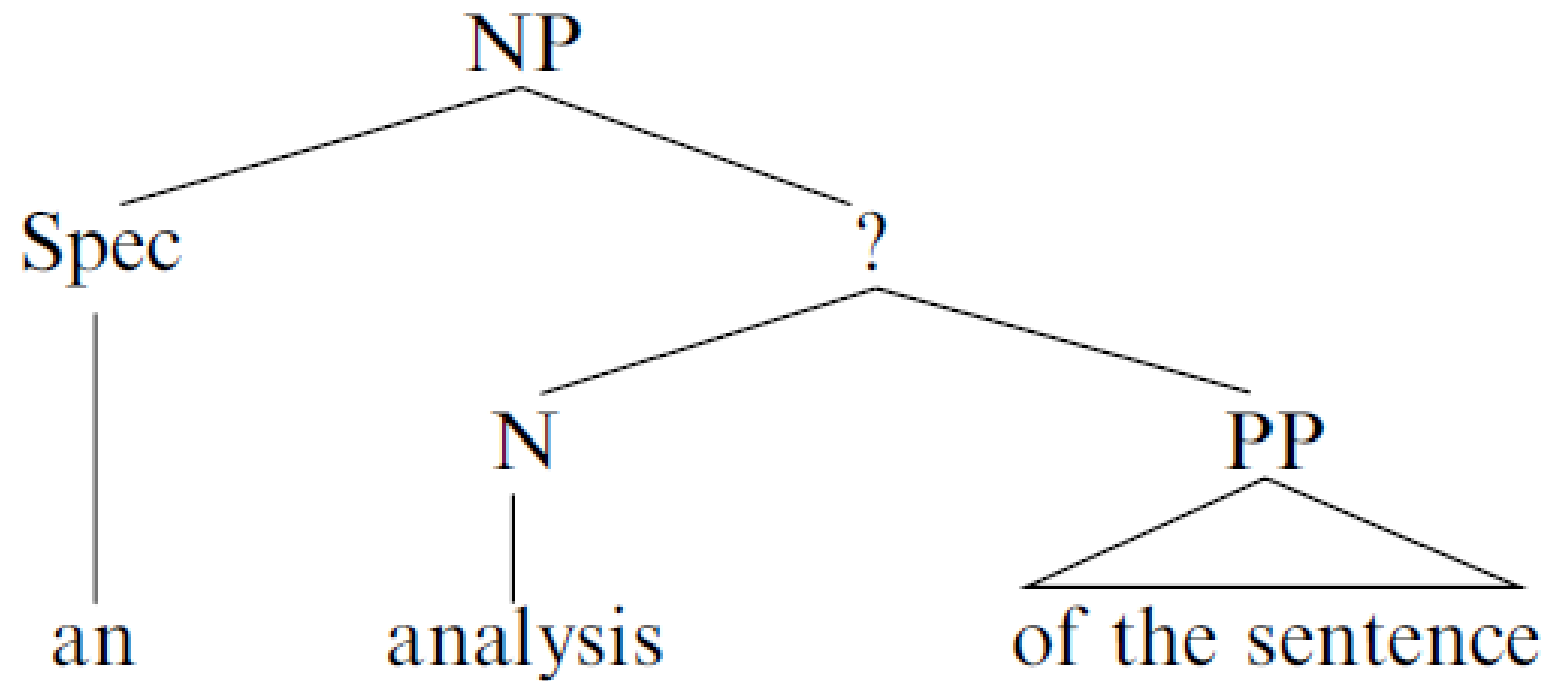 NP
Spec ?
N PP
an analysis of the sentence